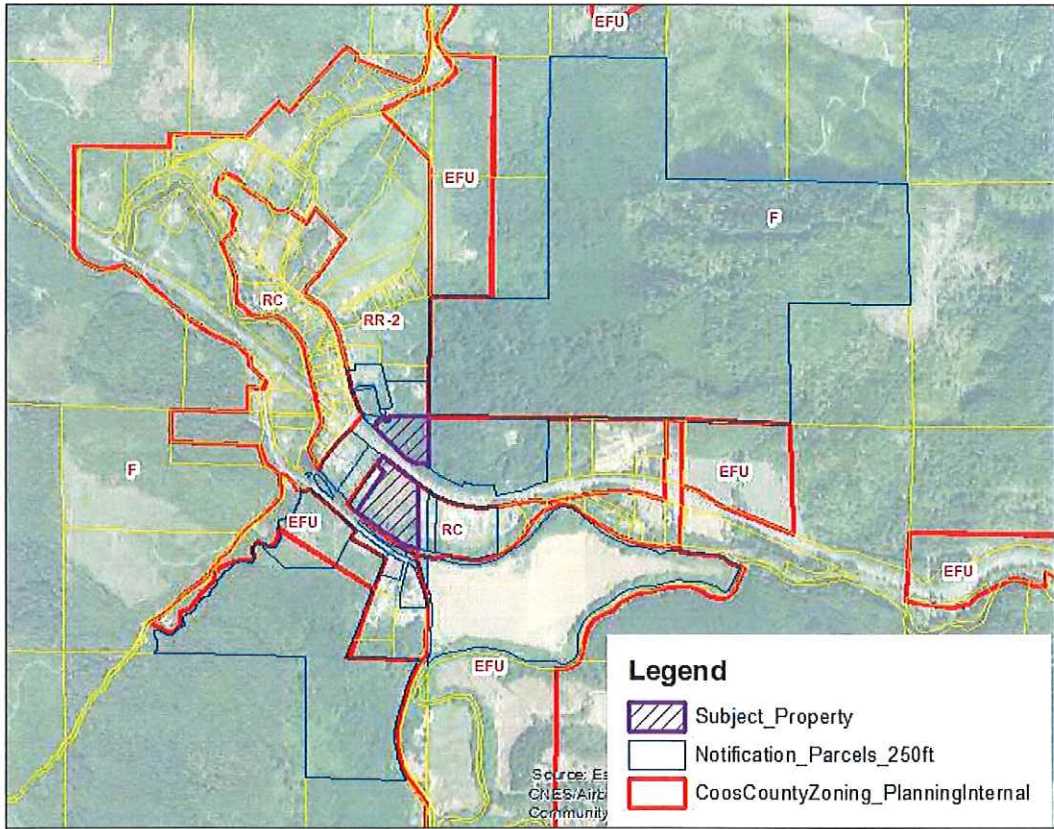 EFU
EFU
F
RC
RR-2
F
EFU
EFU
RC
EFU
EFU
Legend
Subject_Property
Notification_Parcels_250ft
CoosCountyZoning_PlanningInternal
Source: Es
CNES/Airb
Community